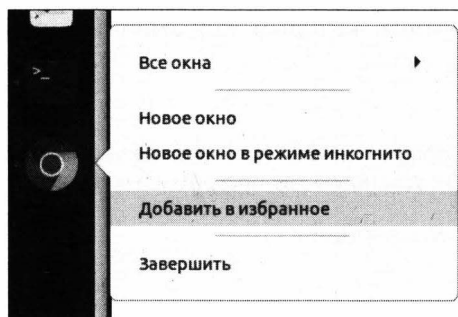 >_
Все окна
Новое окно
Новое окно в режиме инкогнито
Добавить в избранное
Завершить